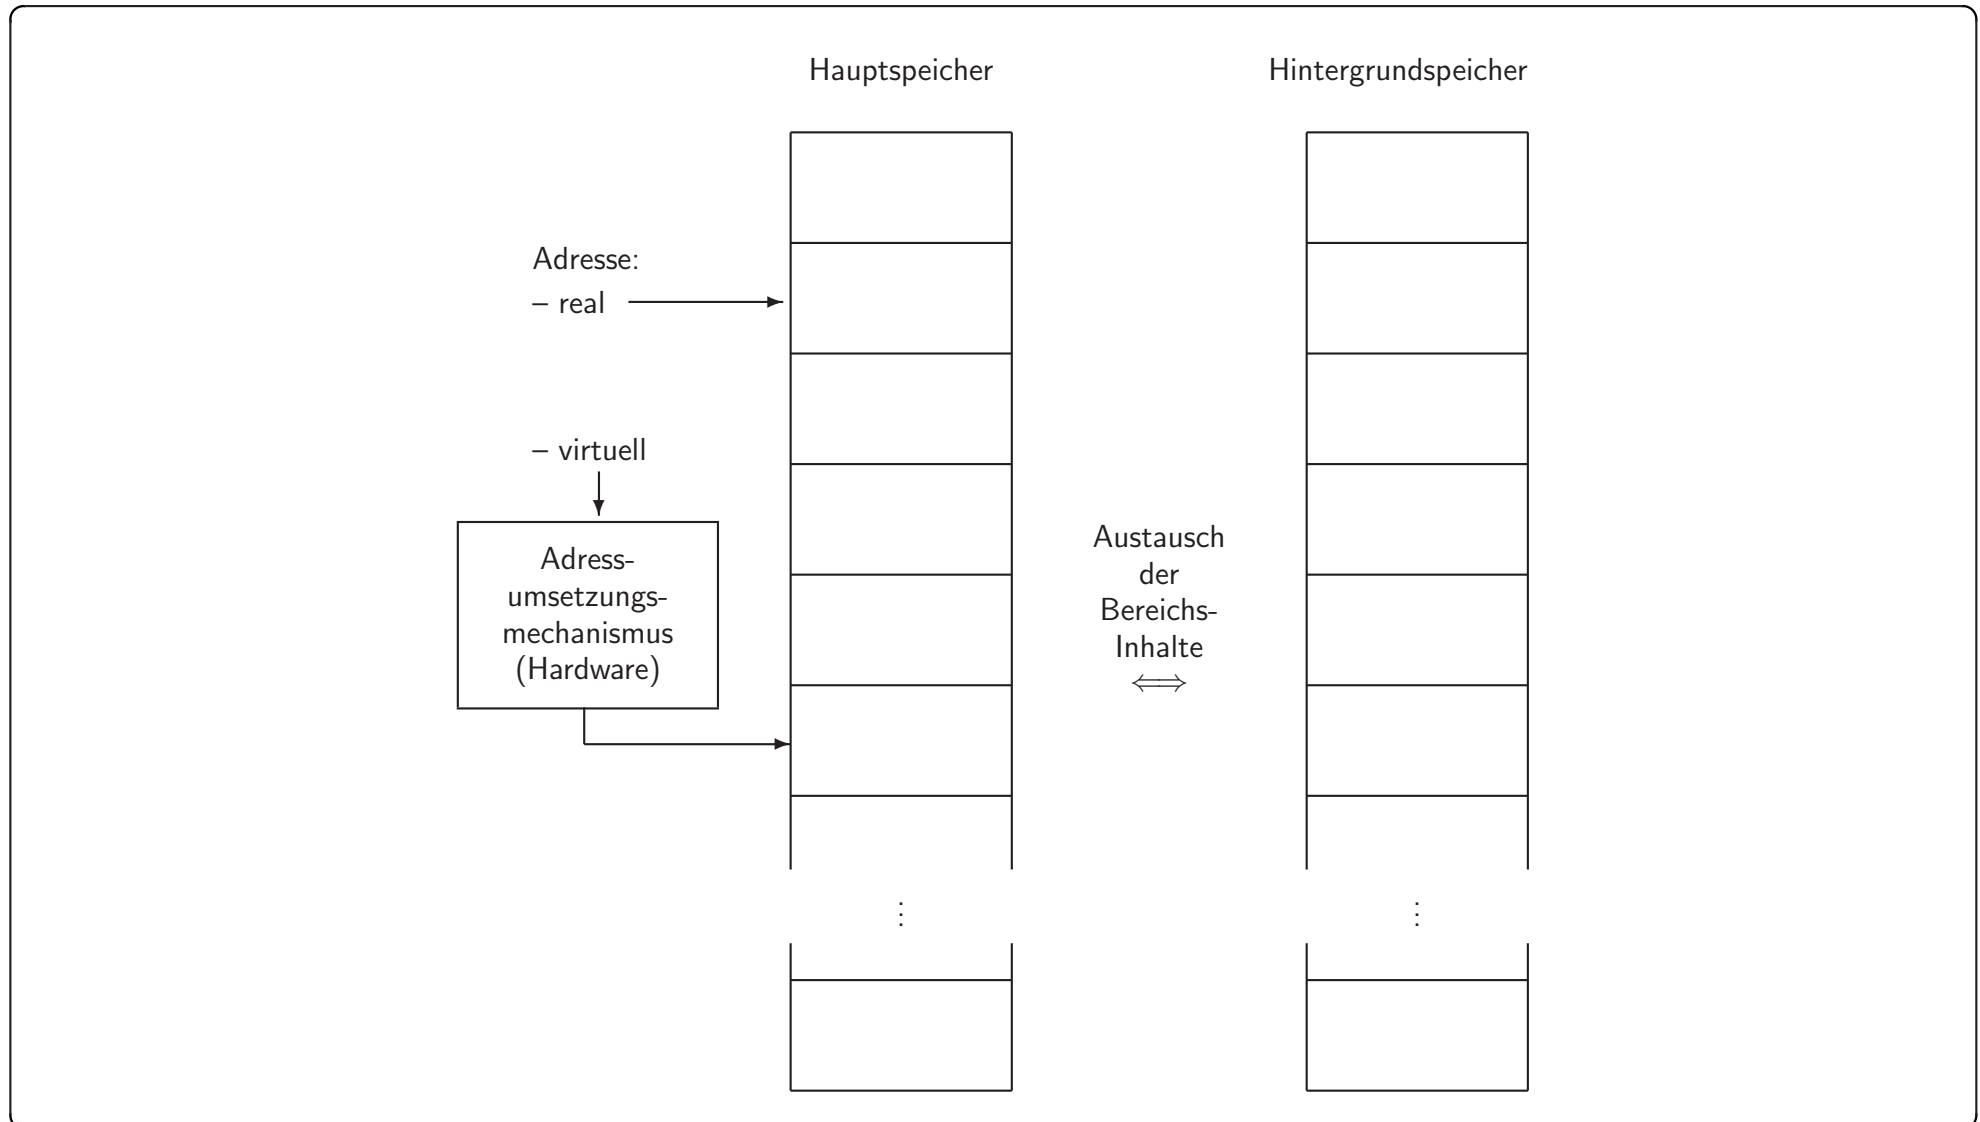 Hauptspeicher
Hintergrundspeicher
Adresse:
– real
– virtuell
Adress-
umsetzungs-
mechanismus
(Hardware)
Austausch
der
Bereichs-
Inhalte
⇐⇒
⋮
⋮